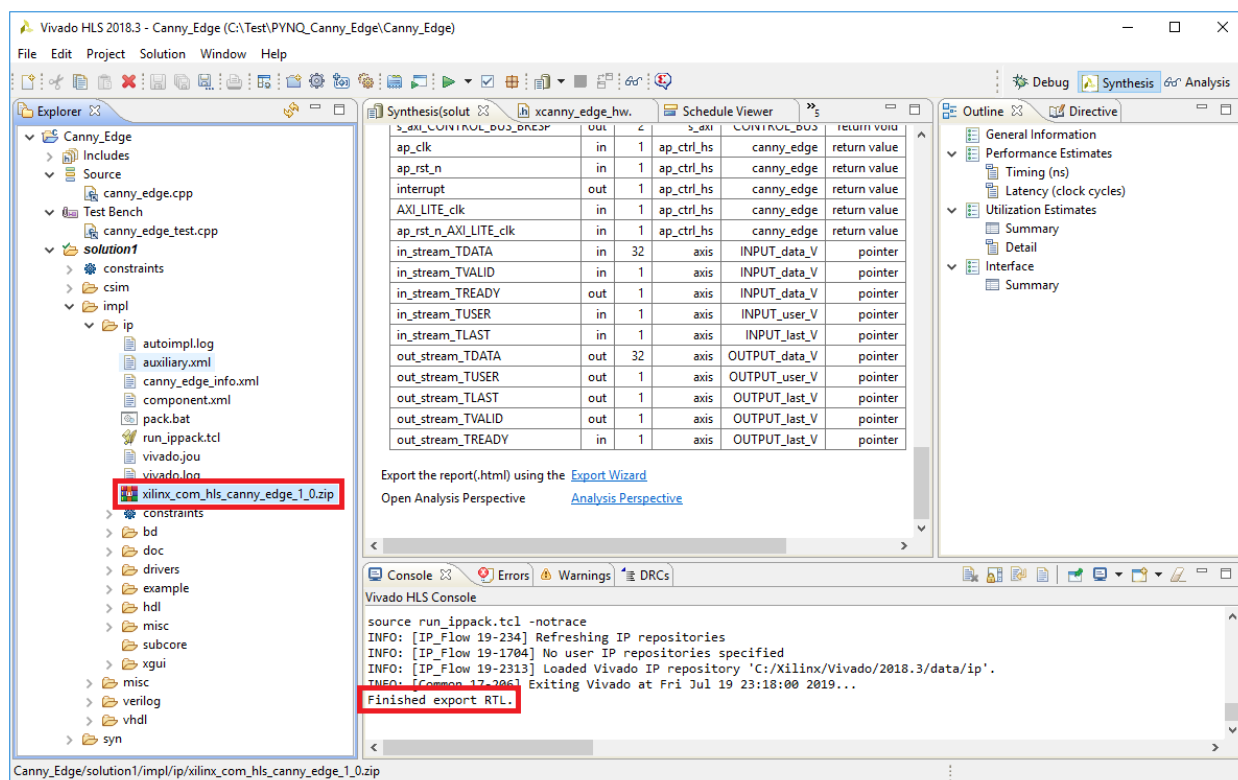 Vivado HLS 2018.3 - Canny_Edge (C:\Test\PYNQ_Canny_Edge\Canny_Edge)
File Edit Project Solution Window Help
Debug Synthesis Analysis
Explorer
Canny_Edge
Includes
Source
canny_edge.cpp
Test Bench
canny_edge_test.cpp
solution1
constraints
csim
impl
ip
autoimpl.log
auxiliary.xml
canny_edge_info.xml
component.xml
pack.bat
run_ippack.tcl
vivado.jou
vivado.log
xilinx_com_hls_canny_edge_1_0.zip
constraints
bd
doc
drivers
example
hdl
misc
subcore
xgui
misc
verilog
vhdl
syn
Synthesis(solut xcanny_edge_hw. Schedule Viewer »5
s_axi_CONTROL_BUS_BRESP out 2 s_axi CONTROL_BUS return void
ap_clk in 1 ap_ctrl_hs canny_edge return value
ap_rst_n in 1 ap_ctrl_hs canny_edge return value
interrupt out 1 ap_ctrl_hs canny_edge return value
AXI_LITE_clk in 1 ap_ctrl_hs canny_edge return value
ap_rst_n_AXI_LITE_clk in 1 ap_ctrl_hs canny_edge return value
in_stream_TDATA in 32 axis INPUT_data_V pointer
in_stream_TVALID in 1 axis INPUT_data_V pointer
in_stream_TREADY out 1 axis INPUT_data_V pointer
in_stream_TUSER in 1 axis INPUT_user_V pointer
in_stream_TLAST in 1 axis INPUT_last_V pointer
out_stream_TDATA out 32 axis OUTPUT_data_V pointer
out_stream_TUSER out 1 axis OUTPUT_user_V pointer
out_stream_TLAST out 1 axis OUTPUT_last_V pointer
out_stream_TVALID out 1 axis OUTPUT_last_V pointer
out_stream_TREADY in 1 axis OUTPUT_last_V pointer
Export the report(.html) using the Export Wizard
Open Analysis Perspective Analysis Perspective
Outline Directive
General Information
Performance Estimates
Timing (ns)
Latency (clock cycles)
Utilization Estimates
Summary
Detail
Interface
Summary
Console Errors Warnings DRCs
Vivado HLS Console
source run_ippack.tcl -notrace
INFO: [IP_Flow 19-234] Refreshing IP repositories
INFO: [IP_Flow 19-1704] No user IP repositories specified
INFO: [IP_Flow 19-2313] Loaded Vivado IP repository 'C:/Xilinx/Vivado/2018.3/data/ip'.
INFO: [Common 17-206] Exiting Vivado at Fri Jul 19 23:18:00 2019...
Finished export RTL.
Canny_Edge/solution1/impl/ip/xilinx_com_hls_canny_edge_1_0.zip